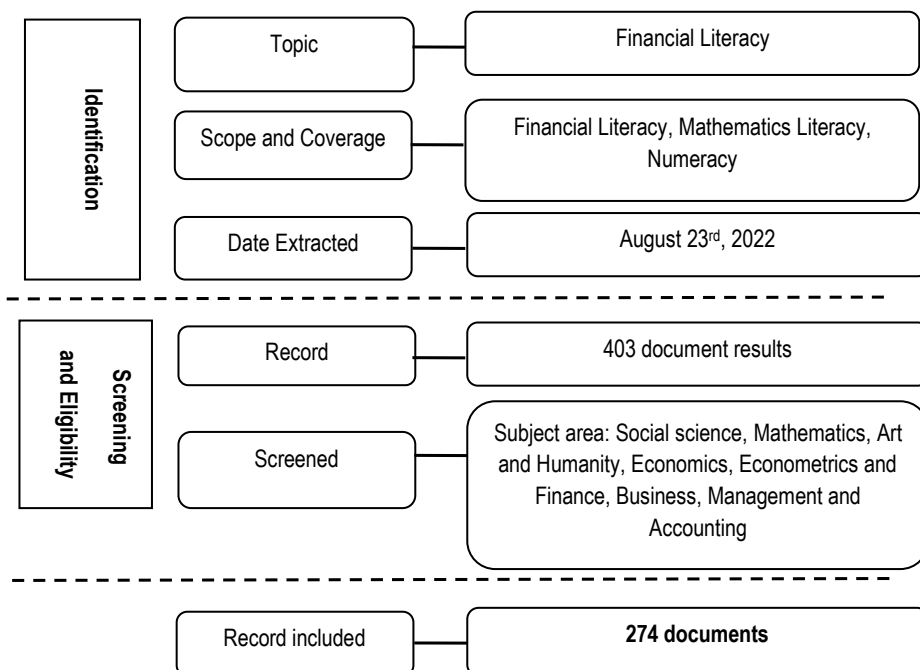 Identification
Topic
Financial Literacy
Scope and Coverage
Financial Literacy, Mathematics Literacy,
Numeracy
Date Extracted
August 23rd, 2022
Screening
and Eligibility
Record
403 document results
Screened
Subject area: Social science, Mathematics, Art
and Humanity, Economics, Econometrics and
Finance, Business, Management and
Accounting
Record included
274 documents